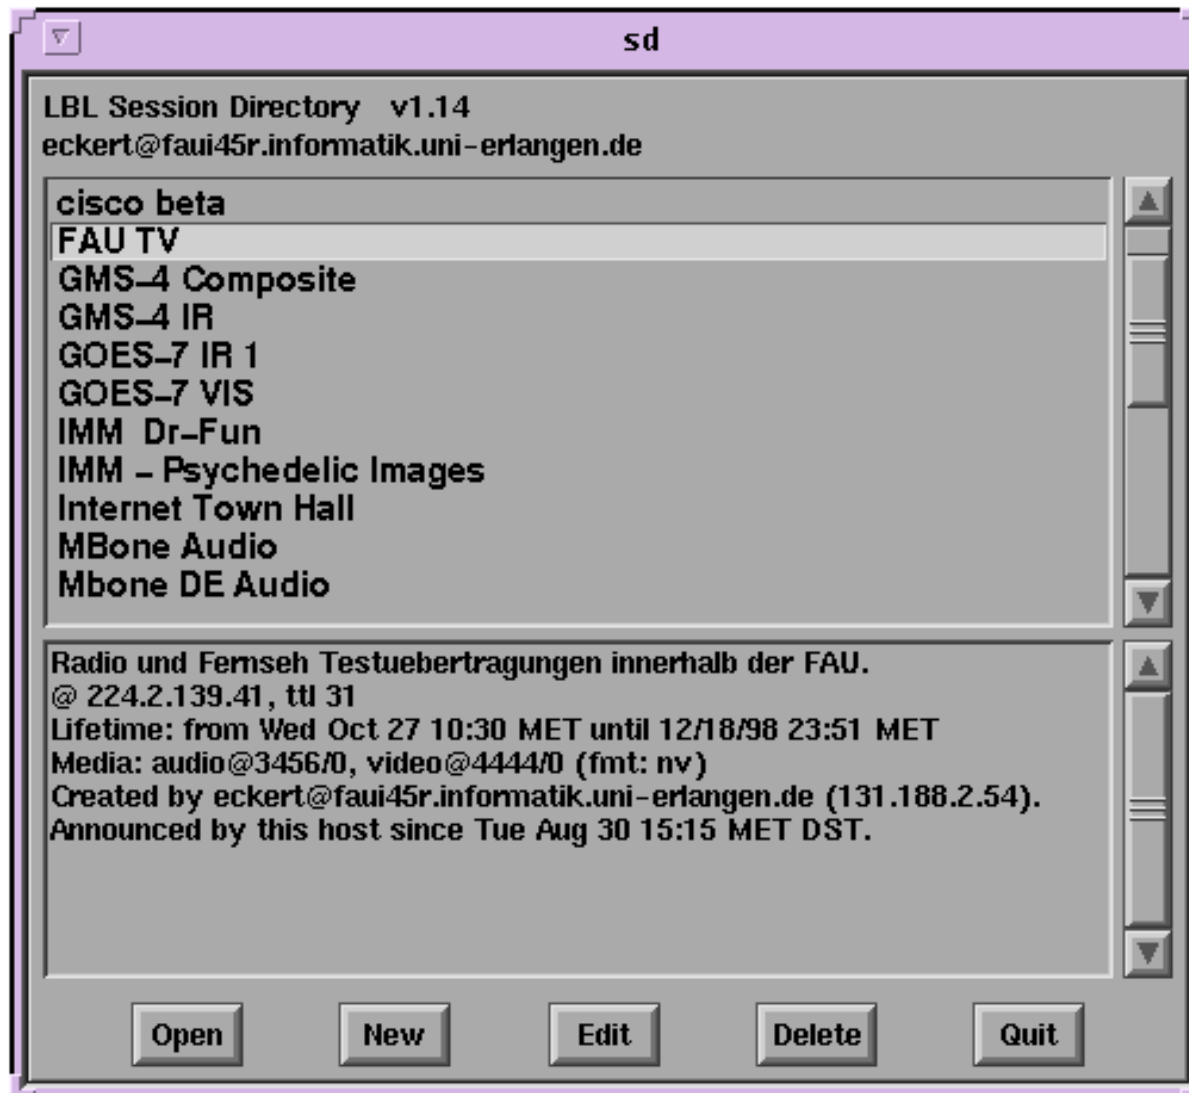 sd
LBL Session Directory v1.14
eckert@faui45r.informatik.uni-erlangen.de
cisco beta
FAU TV
GMS-4 Composite
GMS-4 IR
GOES-7 IR 1
GOES-7 VIS
IMM Dr-Fun
IMM - Psychedelic Images
Internet Town Hall
MBone Audio
Mbone DE Audio
Radio und Fernseh Testuebertragungen innerhalb der FAU.
@ 224.2.139.41, ttl 31
Lifetime: from Wed Oct 27 10:30 MET until 12/18/98 23:51 MET
Media: audio@3456/0, video@4444/0 (fmt: nv)
Created by eckert@faui45r.informatik.uni-erlangen.de (131.188.2.54).
Announced by this host since Tue Aug 30 15:15 MET DST.
Open New Edit Delete Quit